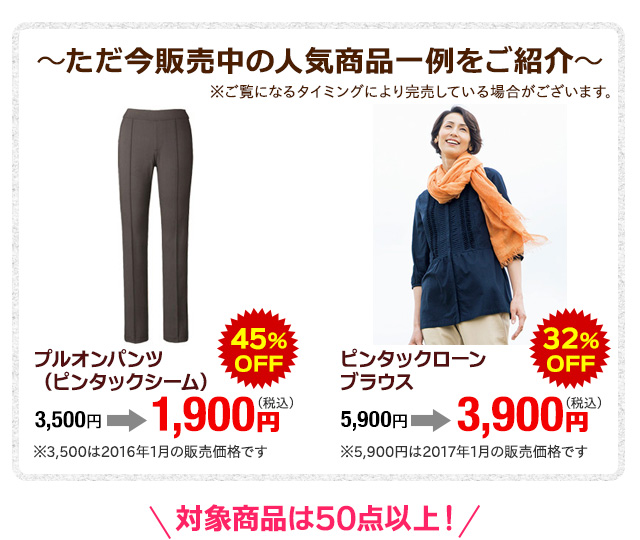 〜ただ今販売中の人気商品一例をご紹介〜
※ご覧になるタイミングにより完売している場合がございます。
45%
OFF
プルオンパンツ
（ピンタックシーム）
3,500円 1,900円（税込）
※3,500は2016年1月の販売価格です
32%
OFF
ピンタックローン
ブラウス
5,900円 3,900円（税込）
※5,900円は2017年1月の販売価格です
対象商品は50点以上！